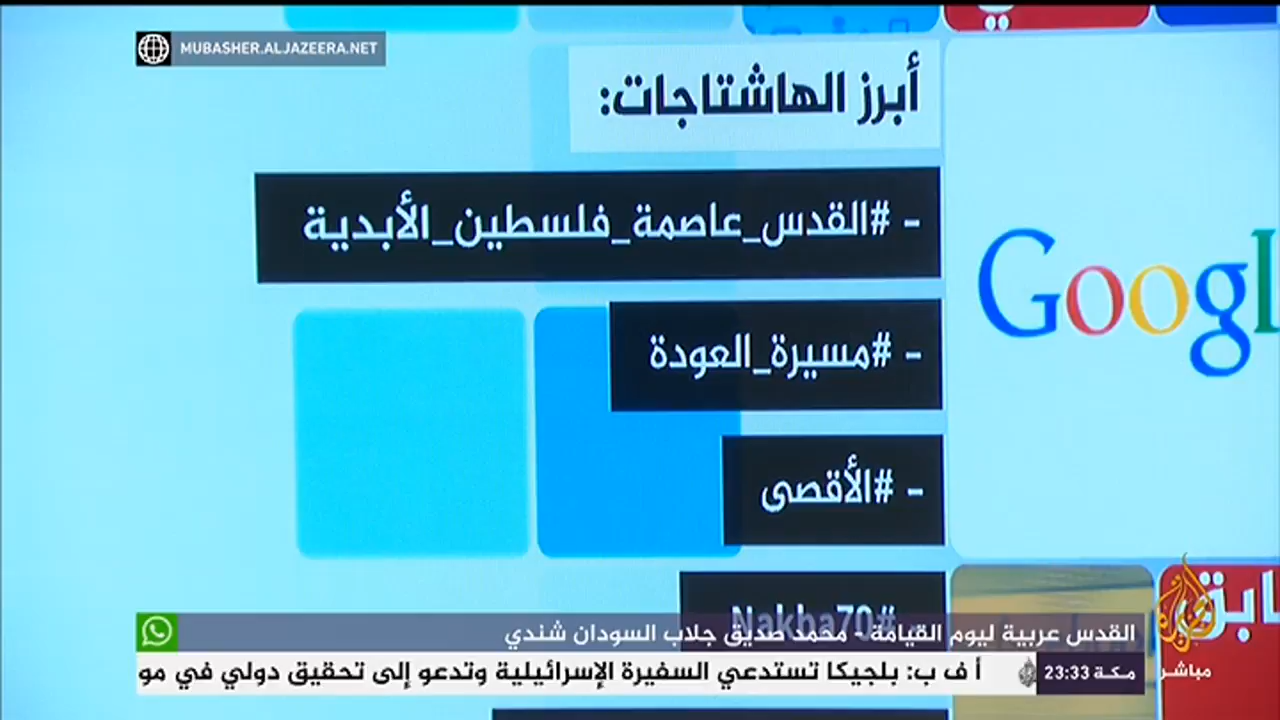 MUBASHER.ALJAZEERA.NET
أبرز الهاشتاجات:
- #القدس_عاصمة_فلسطين_الأبدية
Googl
- #مسيرة_العودة
- #الأقصى
- #Nakba70
القدس عربية ليوم القيامة - محمد صديق جلاب السودان شندي
مكة 23:33
أ ف ب: بلجيكا تستدعي السفيرة الإسرائيلية وتدعو إلى تحقيق دولي في مو
مباشر